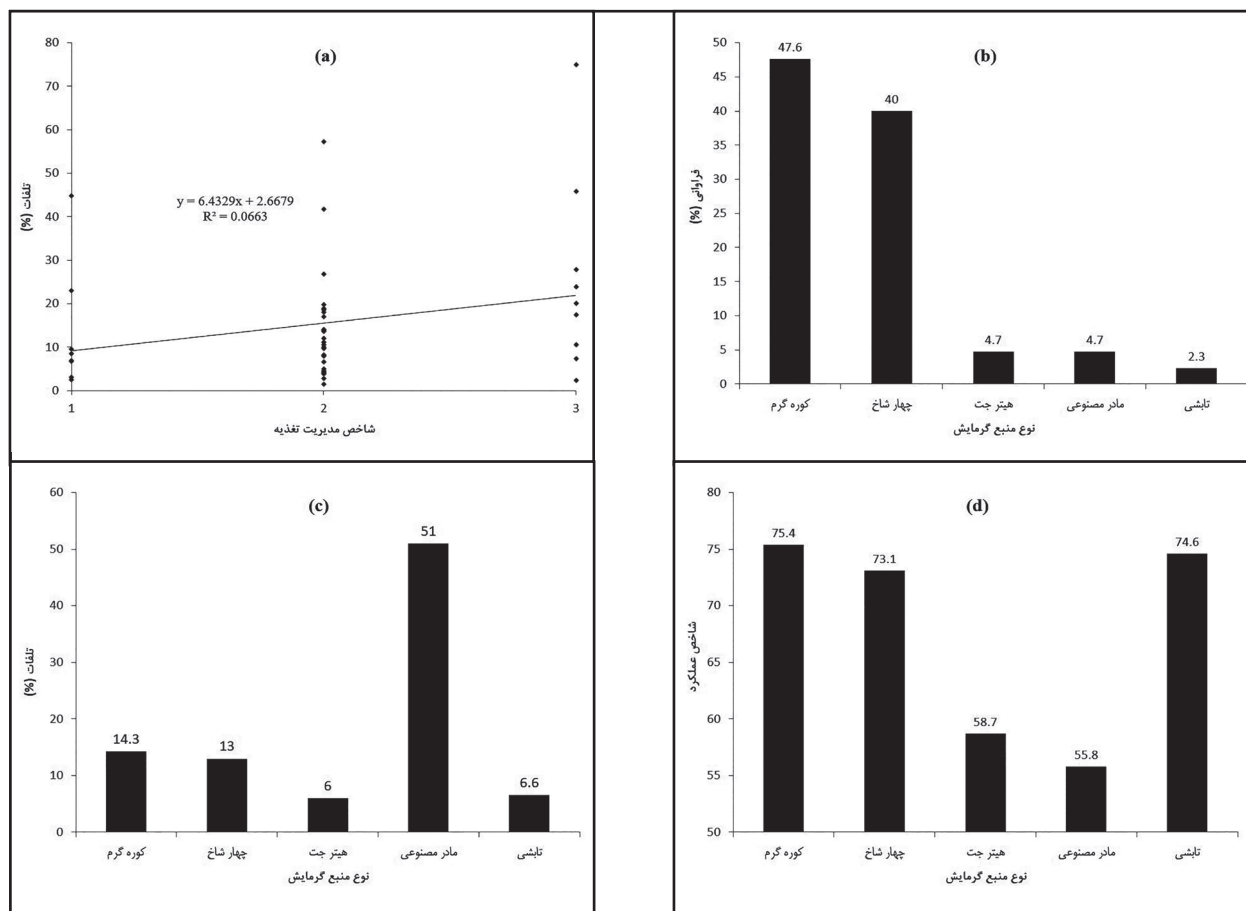 (a)
80
70
60
50
40
30
20
10
0
تلفات (%)
y = 6.4329x + 2.6679
R² = 0.0663
1 2 3
شاخص مدیریت تغذیه
(b)
50
45
40
35
30
25
20
15
10
5
0
فراوانی (%)
47.6
40
4.7
4.7
2.3
کوره گرم
چهار شاخ
هیتر جت
مادر مصنوعی
تابشی
نوع منبع گرمایش
(c)
60
50
40
30
20
10
0
تلفات (%)
14.3
13
6
51
6.6
کوره گرم
چهار شاخ
هیتر جت
مادر مصنوعی
تابشی
نوع منبع گرمایش
(d)
80
75
70
65
60
55
50
شاخص عملکرد
75.4
73.1
58.7
55.8
74.6
کوره گرم
چهار شاخ
هیتر جت
مادر مصنوعی
تابشی
نوع منبع گرمایش